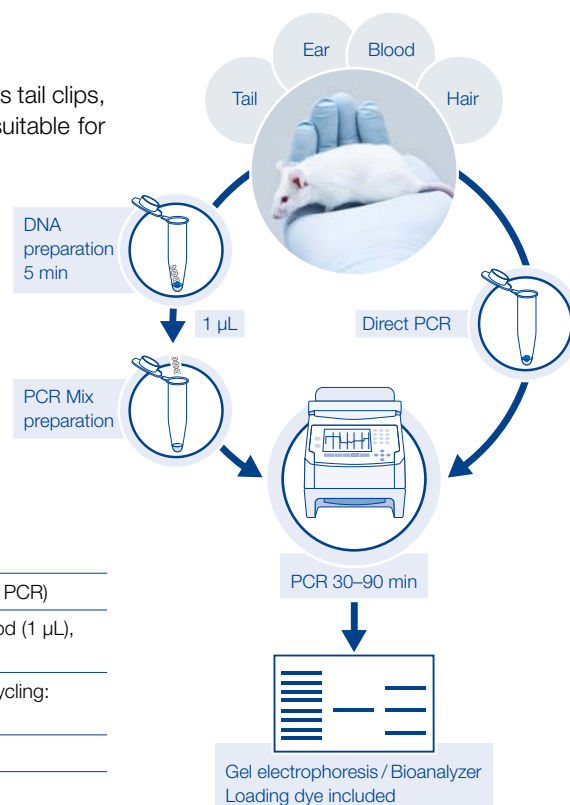 s tail clips,
suitable for
Ear
Blood
Tail
Hair
DNA
preparation
5 min
1 µL
Direct PCR
PCR Mix
preparation
PCR 30–90 min
PCR)
od (1 µL),
ycling:
Gel electrophoresis / Bioanalyzer
Loading dye included